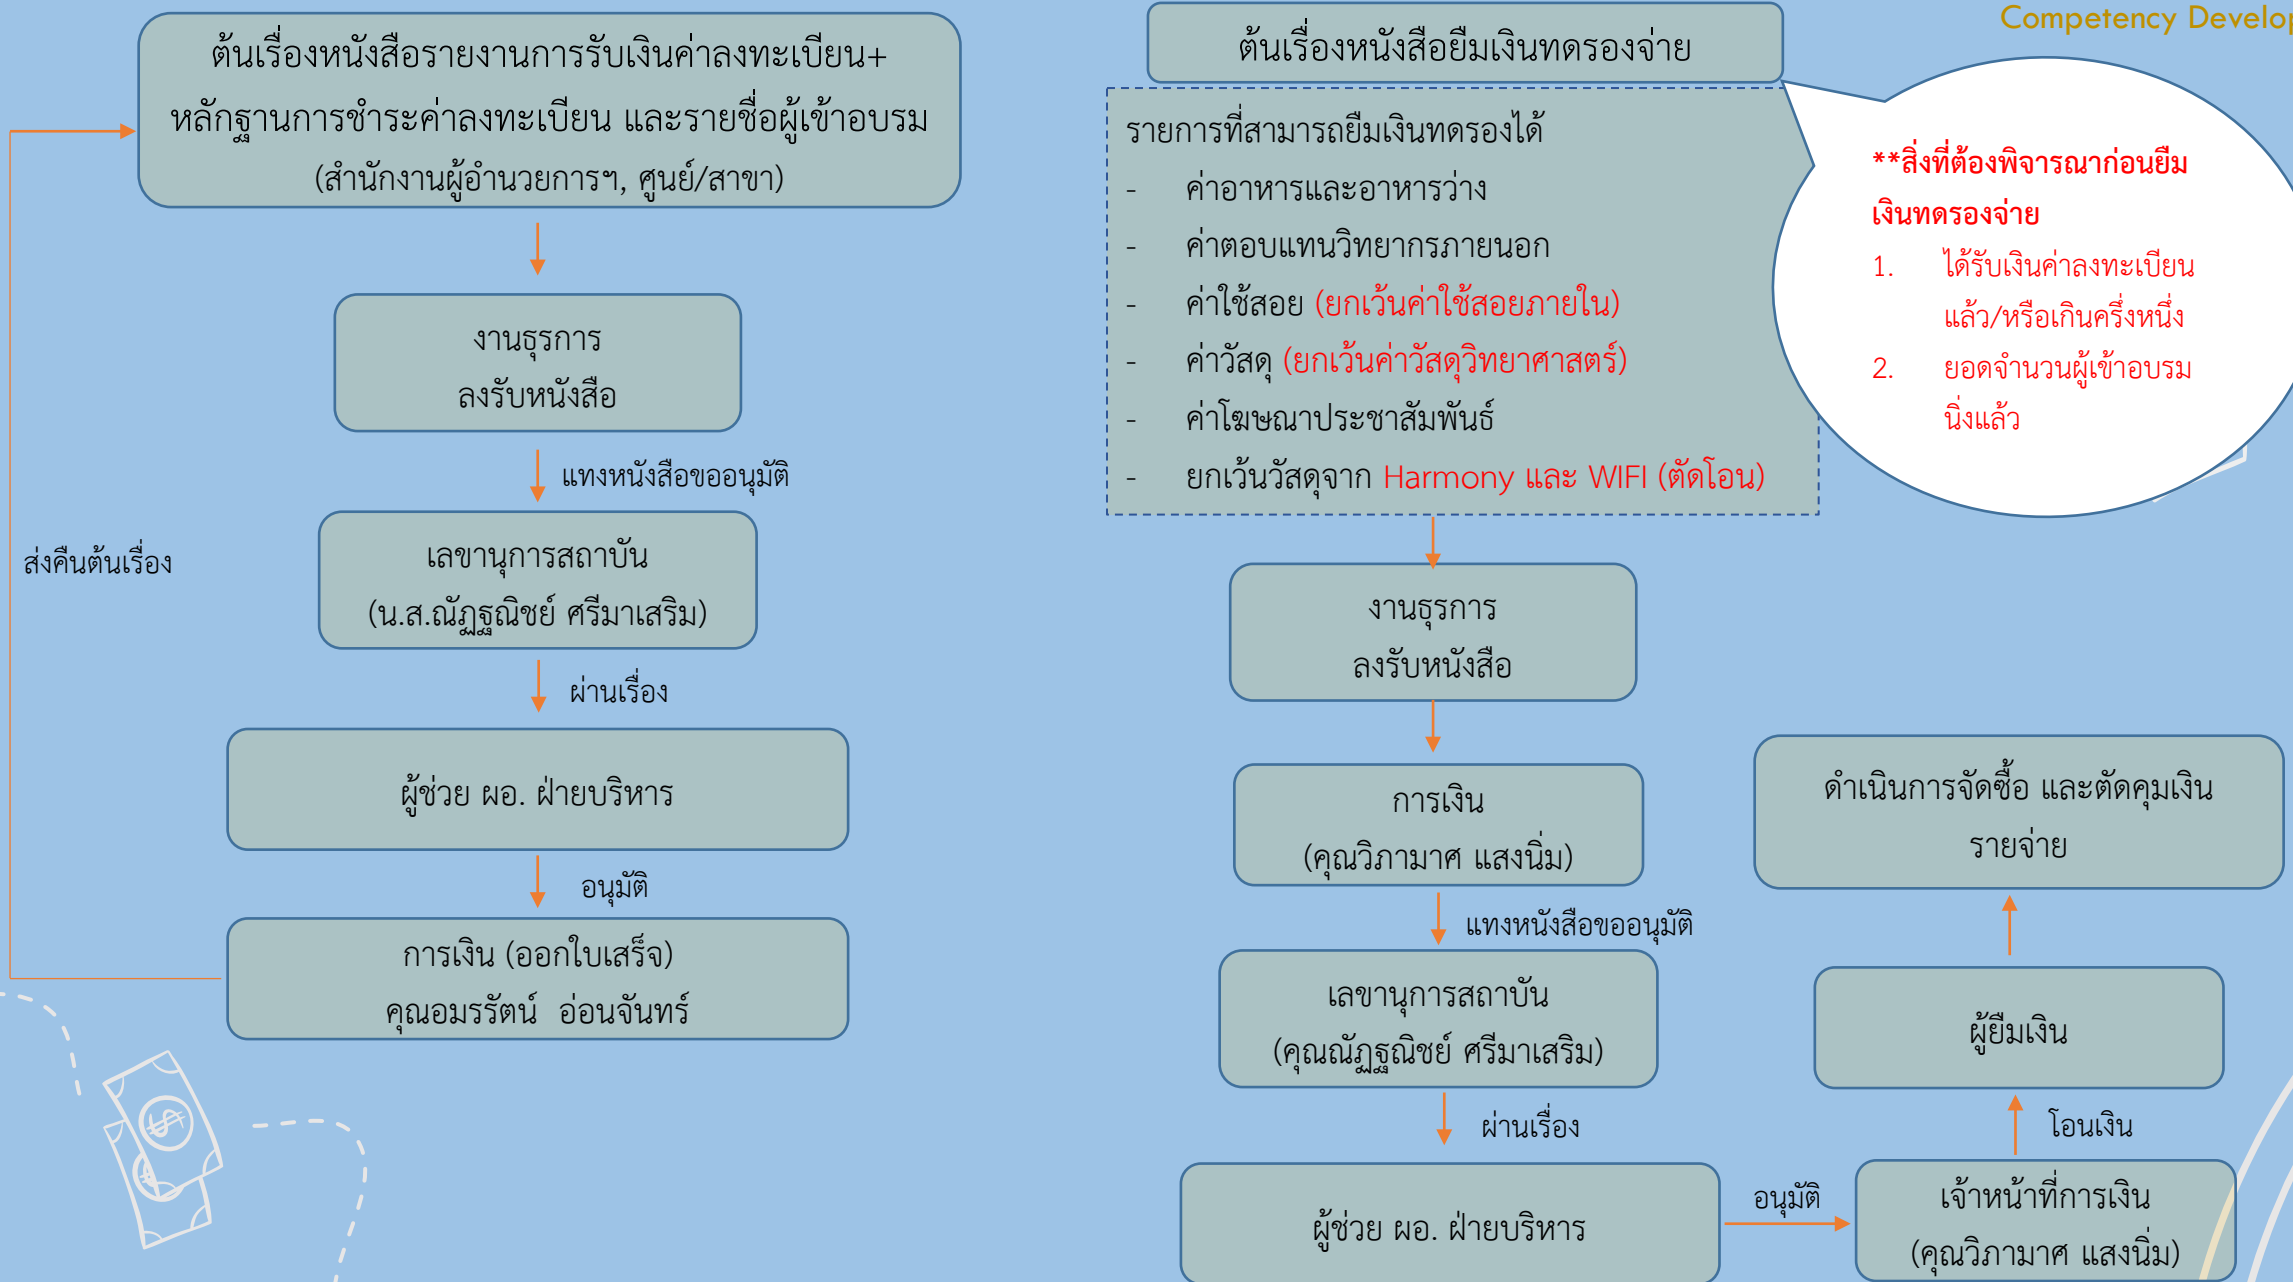 Competency Develop
ต้นเรื่องหนังสือรายงานการรับเงินค่าลงทะเบียน+
หลักฐานการชำระค่าลงทะเบียน และรายชื่อผู้เข้าอบรม
(สำนักงานผู้อำนวยการฯ, ศูนย์/สาขา)
งานธุรการ
ลงรับหนังสือ
แทงหนังสือขออนุมัติ
เลขานุการสถาบัน
(น.ส.ณัฏฐณิชย์ ศรีมาเสริม)
ส่งคืนต้นเรื่อง
ผ่านเรื่อง
ผู้ช่วย ผอ. ฝ่ายบริหาร
อนุมัติ
การเงิน (ออกใบเสร็จ)
คุณอมรรัตน์ อ่อนจันทร์
ต้นเรื่องหนังสือยืมเงินทดรองจ่าย
รายการที่สามารถยืมเงินทดรองได้
- ค่าอาหารและอาหารว่าง
- ค่าตอบแทนวิทยากรภายนอก
- ค่าใช้สอย (ยกเว้นค่าใช้สอยภายใน)
- ค่าวัสดุ (ยกเว้นค่าวัสดุวิทยาศาสตร์)
- ค่าโฆษณาประชาสัมพันธ์
- ยกเว้นวัสดุจาก Harmony และ WIFI (ตัดโอน)
**สิ่งที่ต้องพิจารณาก่อนยืม
เงินทดรองจ่าย
1. ได้รับเงินค่าลงทะเบียน
แล้ว/หรือเกินครึ่งหนึ่ง
2. ยอดจำนวนผู้เข้าอบรม
นิ่งแล้ว
งานธุรการ
ลงรับหนังสือ
การเงิน
(คุณวิภามาศ แสงนิ่ม)
แทงหนังสือขออนุมัติ
เลขานุการสถาบัน
(คุณณัฏฐณิชย์ ศรีมาเสริม)
ผ่านเรื่อง
ผู้ช่วย ผอ. ฝ่ายบริหาร
อนุมัติ
เจ้าหน้าที่การเงิน
(คุณวิภามาศ แสงนิ่ม)
โอนเงิน
ผู้ยืมเงิน
ดำเนินการจัดซื้อ และตัดคุมเงิน
รายจ่าย